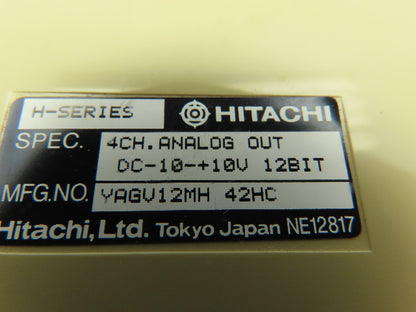 H-SERIES HITACHI
SPEC. 4CH.ANALOG OUT
DC-10-+10V 12BIT
MFG.NO. YAGV12MH 42HC
Hitachi, Ltd. Tokyo Japan NE12817